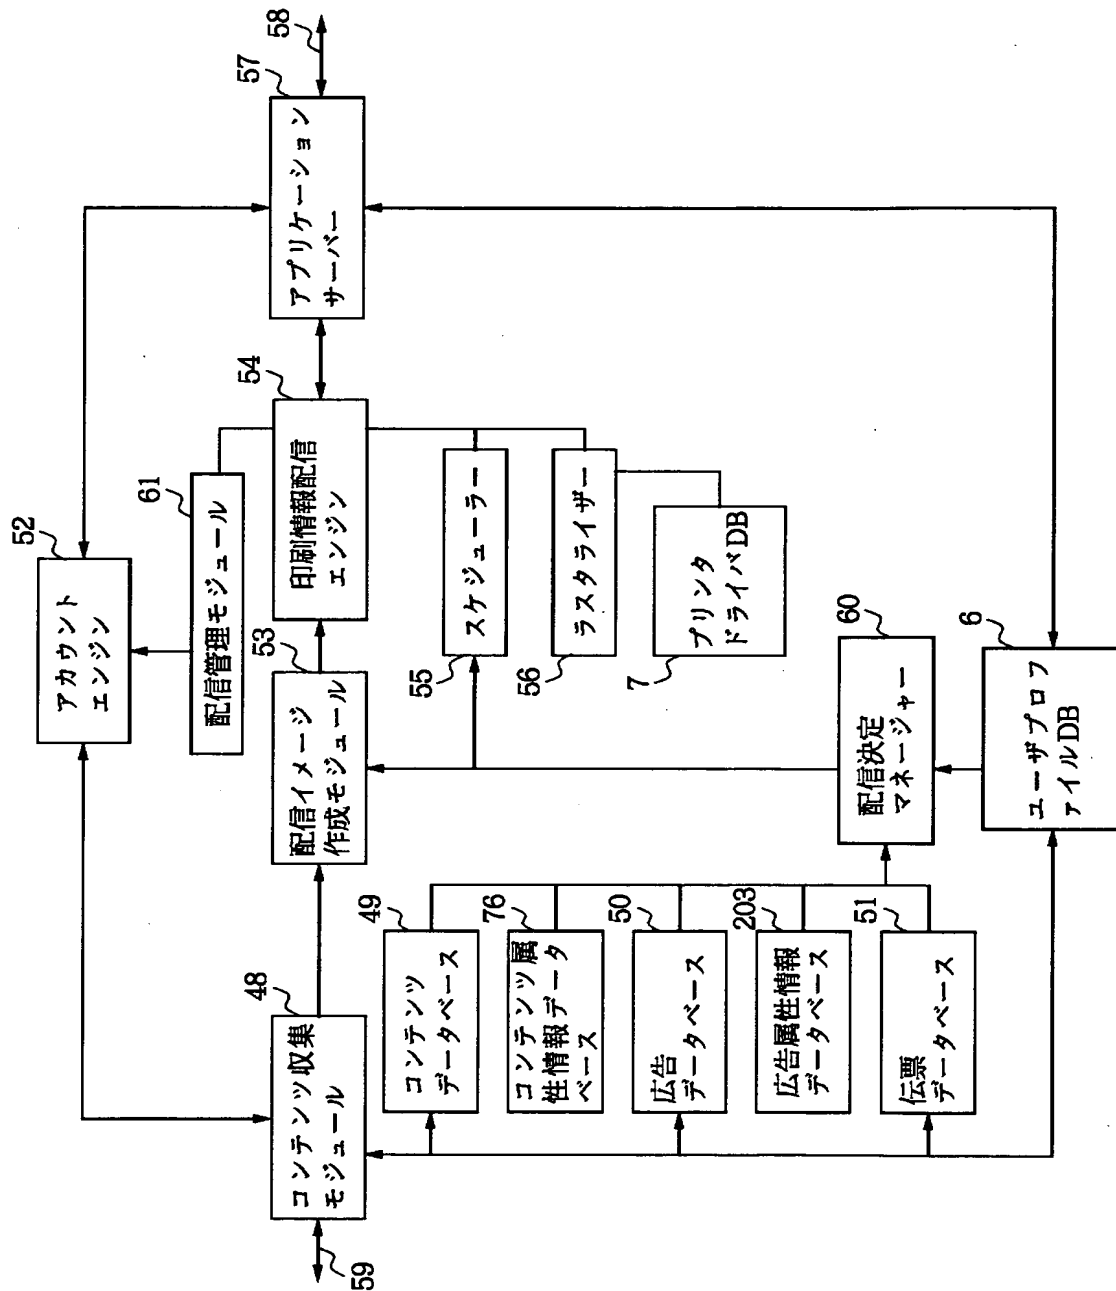 52
アカウント
エンジン
61
配信管理モジュール
48
コンテンツ収集
モジュール
59
53
配信イメージ
作成モジュール
54
印刷情報配信
エンジン
57
アプリケーション
サーバー
58
49
コンテンツ
データベース
76
コンテンツ属
性情報データ
ベース
50
広告
データベース
203
広告属性情報
データベース
51
伝票
データベース
55
スケジューラー
56
ラスタライザー
7
プリンタ
ドライバDB
60
配信決定
マネージャー
6
ユーザプロフ
ァイルDB